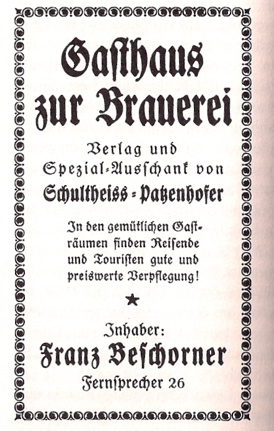 Gasthaus
zur Brauerei
Verlag und
Spezial-Ausschank von
Schultheiss-Patzenhofer
In den gemütlichen Gast-
räumen finden Reisende
und Touristen gute und
preiswerte Verpflegung!
Inhaber:
Franz Beschorner
Fernsprecher 26